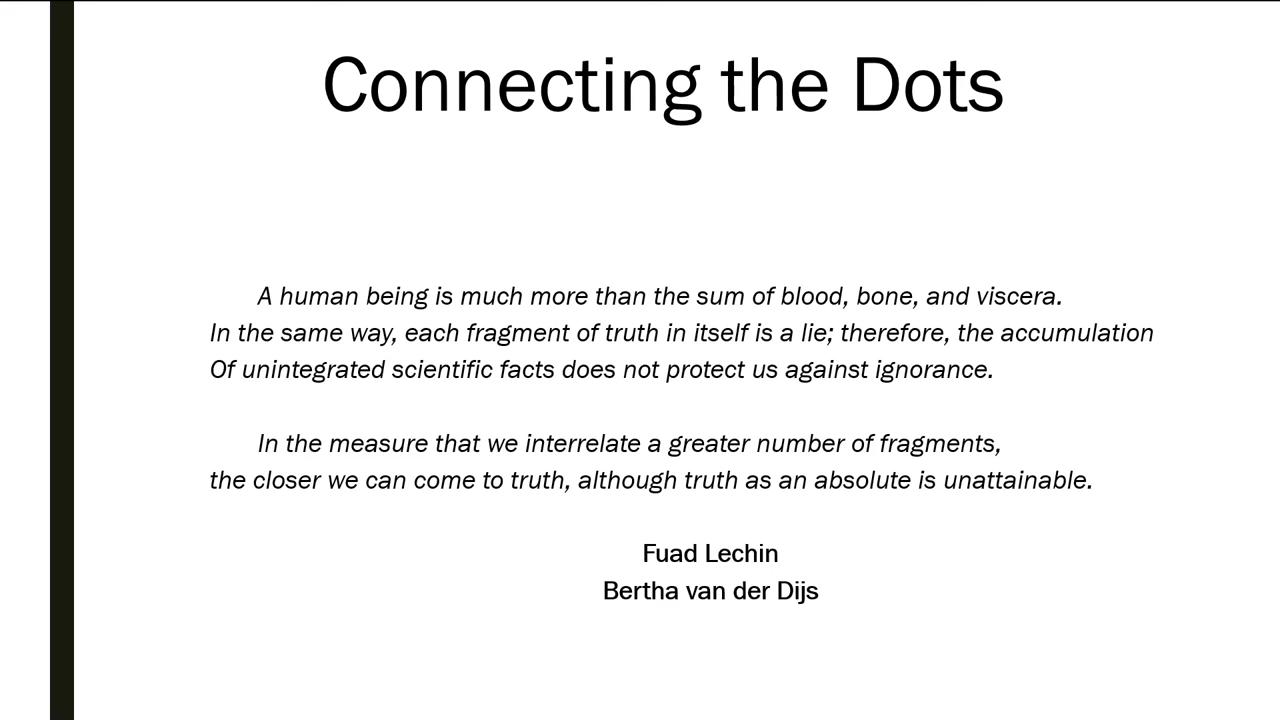 Connecting the Dots
A human being is much more than the sum of blood, bone, and viscera.
In the same way, each fragment of truth in itself is a lie; therefore, the accumulation
Of unintegrated scientific facts does not protect us against ignorance.
In the measure that we interrelate a greater number of fragments,
the closer we can come to truth, although truth as an absolute is unattainable.
Fuad Lechin
Bertha van der Dijs